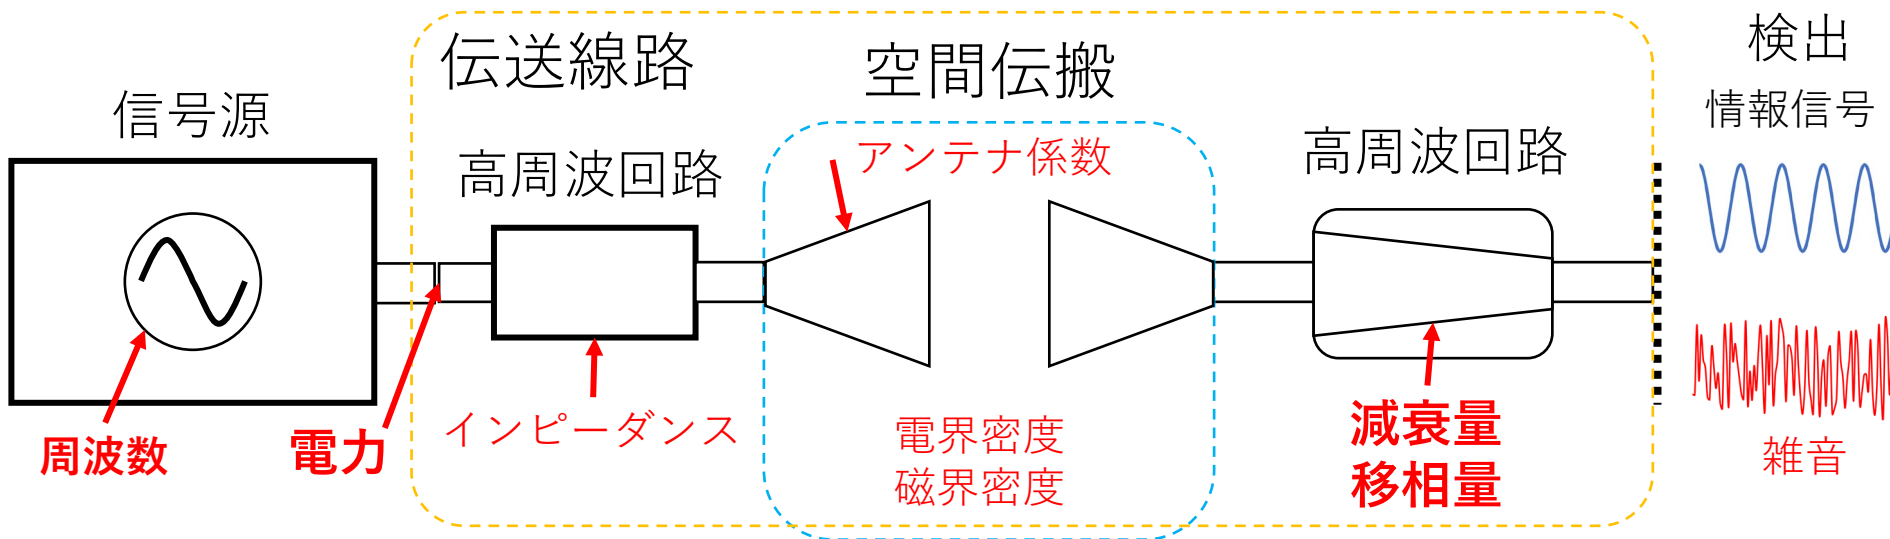 信号源
伝送線路
空間伝搬
検出
情報信号
高周波回路
アンテナ係数
高周波回路
周波数
電力
インピーダンス
電界密度
磁界密度
減衰量
移相量
雑音